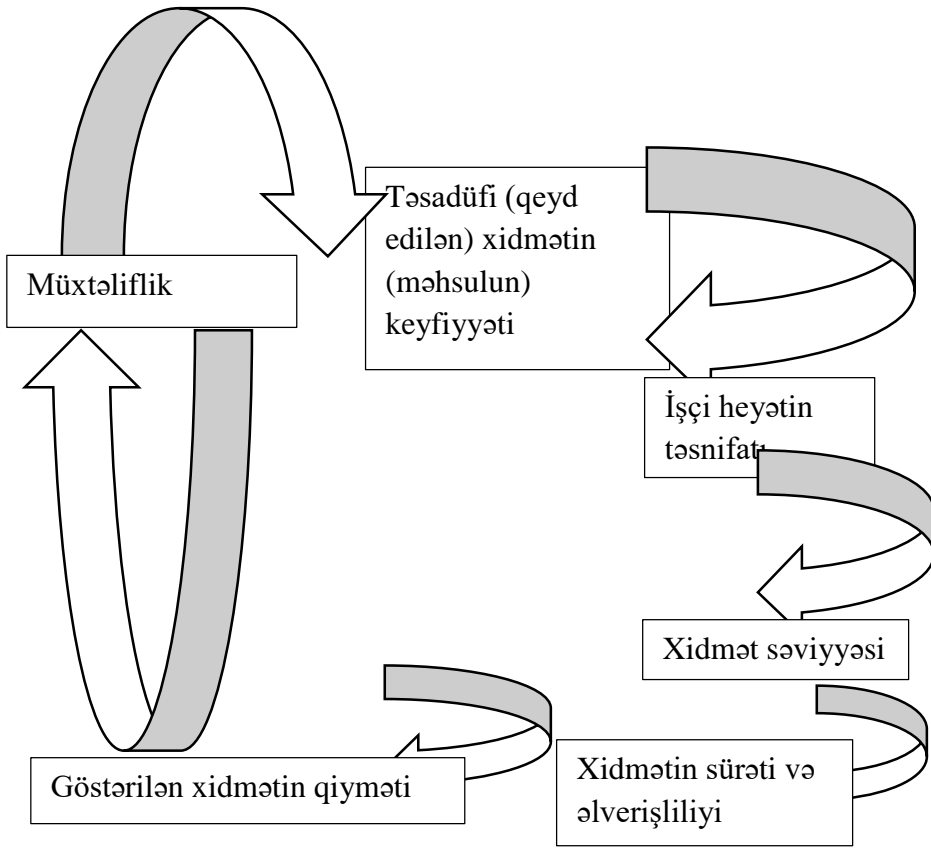 Müxtəliflik
Təsadüfi (qeyd
edilən) xidmətin
(məhsulun)
keyfiyyəti
İşçi heyətin
təsnifatı
Xidmət səviyyəsi
Xidmətin sürəti və
əlverişliliyi
Göstərilən xidmətin qiyməti